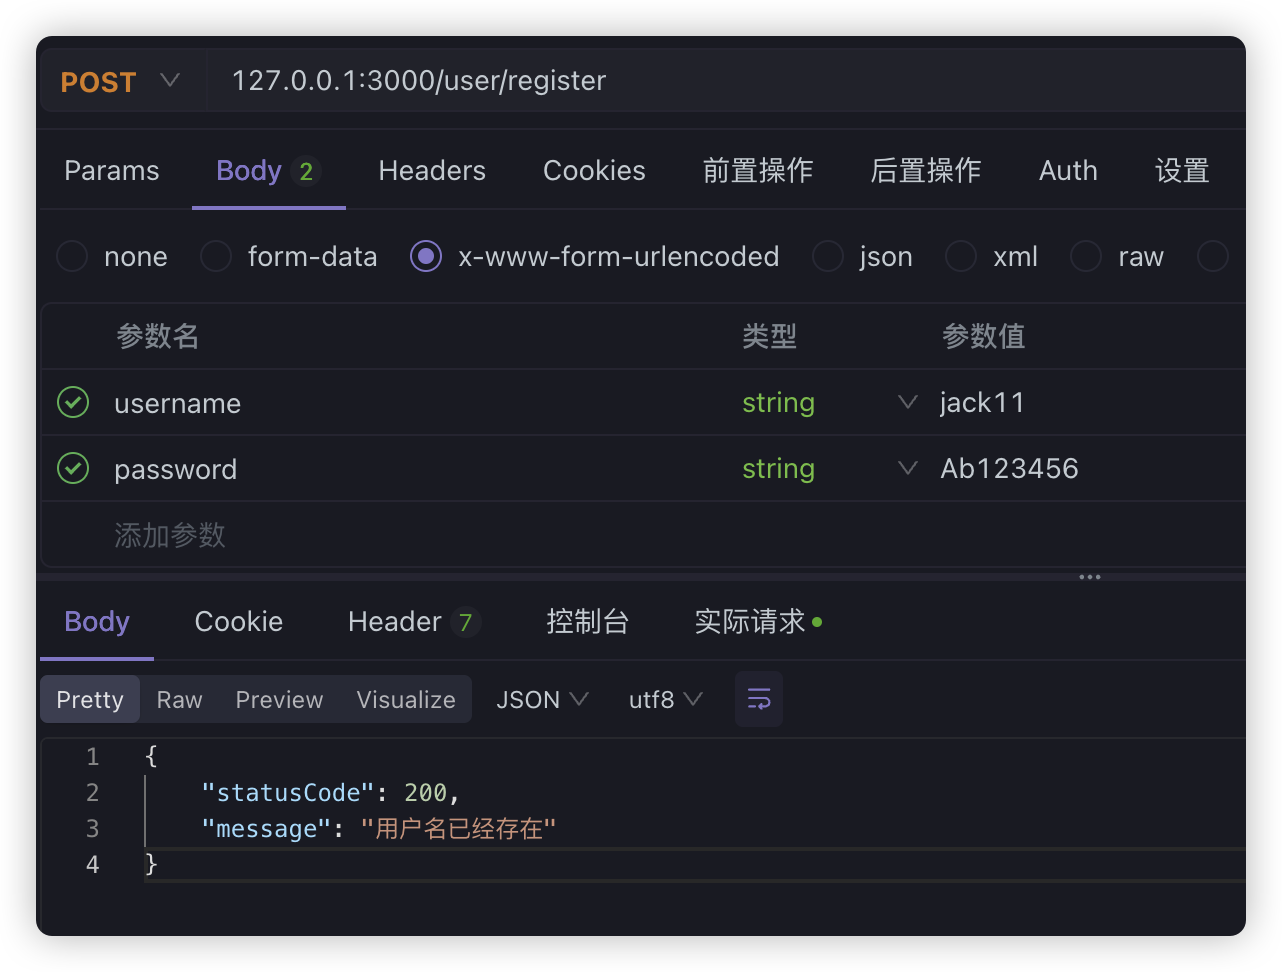 POST 127.0.0.1:3000/user/register
Params Body 2 Headers Cookies 前置操作 后置操作 Auth 设置
none form-data x-www-form-urlencoded json xml raw
参数名 类型 参数值
username string jack11
password string Ab123456
添加参数
Body Cookie Header 7 控制台 实际请求
Pretty Raw Preview Visualize JSON utf8
1 {
2 "statusCode": 200,
3 "message": "用户名已经存在"
4 }